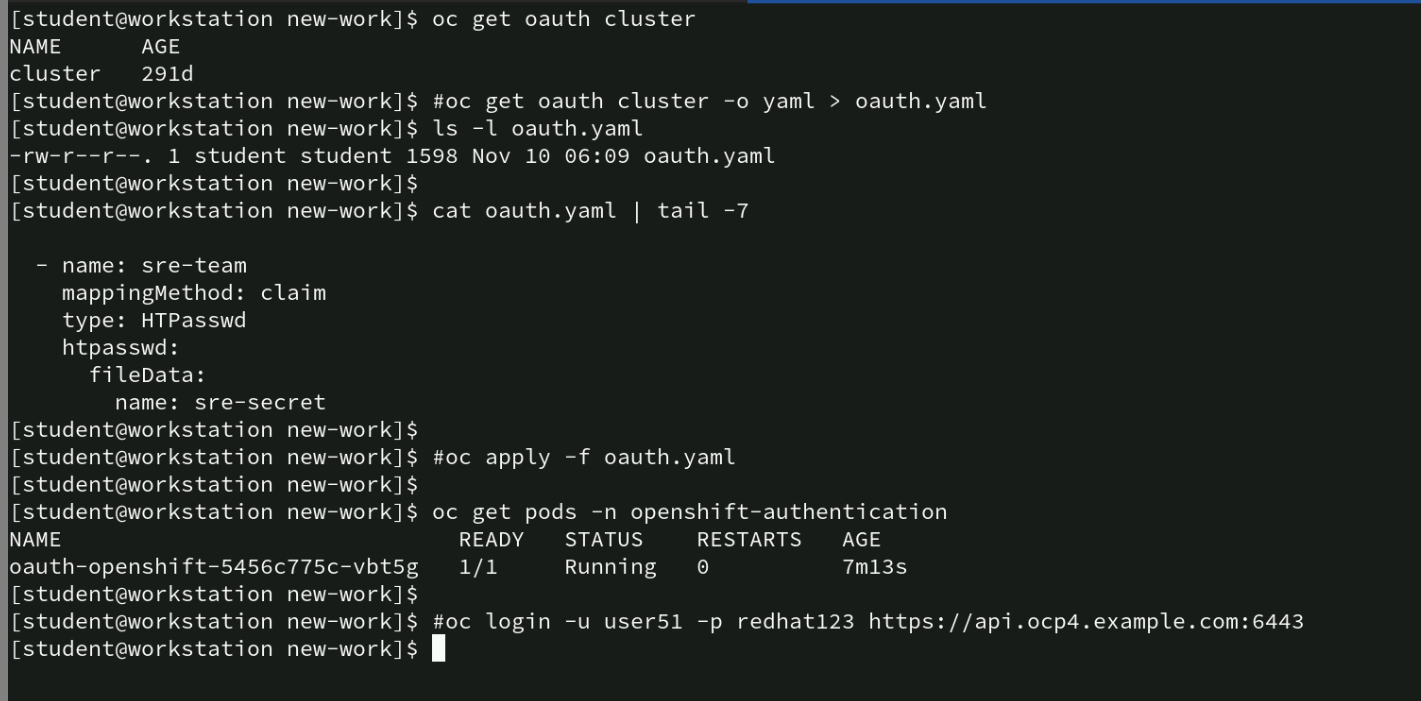 [student@workstation new-work]$ oc get oauth cluster
NAME      AGE
cluster   291d
[student@workstation new-work]$ #oc get oauth cluster -o yaml > oauth.yaml
[student@workstation new-work]$ ls -l oauth.yaml
-rw-r--r--. 1 student student 1598 Nov 10 06:09 oauth.yaml
[student@workstation new-work]$
[student@workstation new-work]$ cat oauth.yaml | tail -7

  - name: sre-team
    mappingMethod: claim
    type: HTPasswd
    htpasswd:
      fileData:
        name: sre-secret
[student@workstation new-work]$
[student@workstation new-work]$ #oc apply -f oauth.yaml
[student@workstation new-work]$
[student@workstation new-work]$ oc get pods -n openshift-authentication
NAME                              READY   STATUS    RESTARTS   AGE
oauth-openshift-5456c775c-vbt5g   1/1     Running   0          7m13s
[student@workstation new-work]$
[student@workstation new-work]$ #oc login -u user51 -p redhat123 https://api.ocp4.example.com:6443
[student@workstation new-work]$